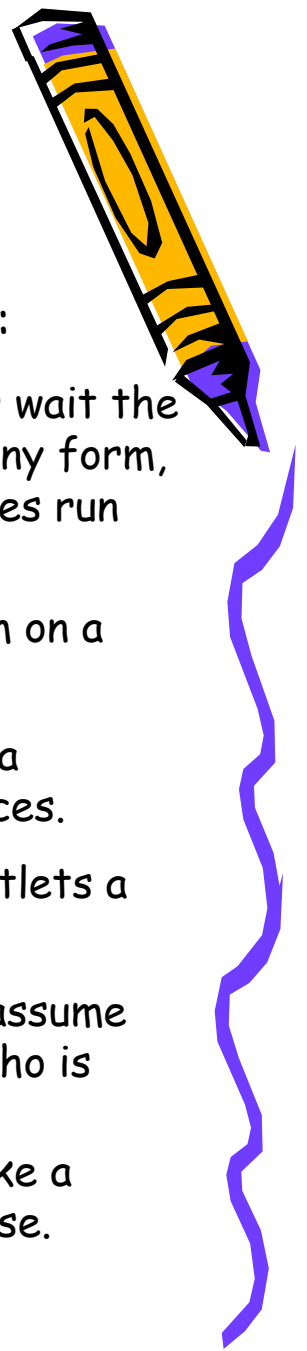 :
wait the
ny form,
es run
n on a
a
ces.
tlets a
assume
ho is
ke a
se.